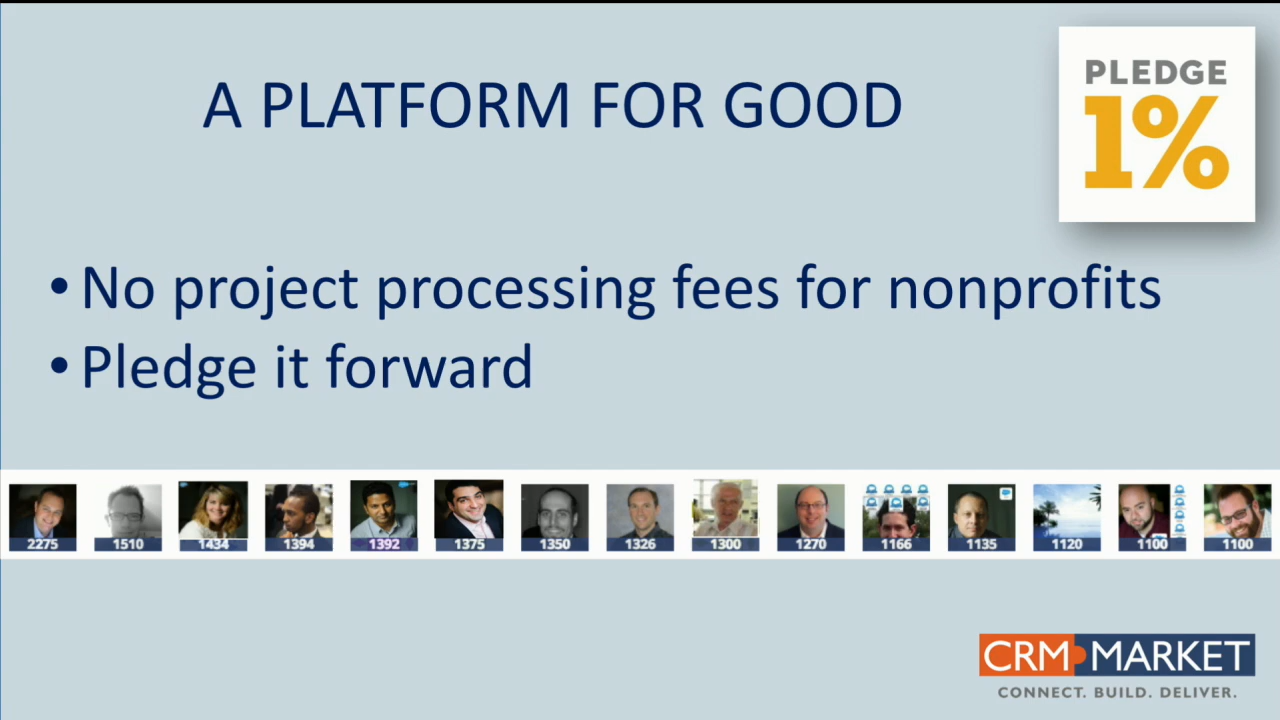 PLEDGE
1%
A PLATFORM FOR GOOD
• No project processing fees for nonprofits
• Pledge it forward
2275 1510 1434 1394 1392 1375 1350 1326 1300 1270 1166 1135 1120 1100 1100
CRM MARKET
CONNECT. BUILD. DELIVER.